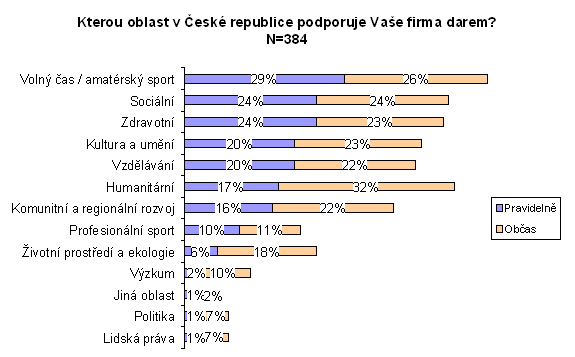 Kterou oblast v České republice podporuje Vaše firma darem?
N=384
Volný čas / amatérský sport 29% 26%
Sociální 24% 24%
Zdravotní 24% 23%
Kultura a umění 20% 23%
Vzdělávání 20% 22%
Humanitární 17% 32%
Komunitní a regionální rozvoj 16% 22%
Profesionální sport 10% 11%
Životní prostředí a ekologie 6% 18%
Výzkum 2% 10%
Jiná oblast 1% 2%
Politika 1% 7%
Lidská práva 1% 7%
Pravidelně
Občas